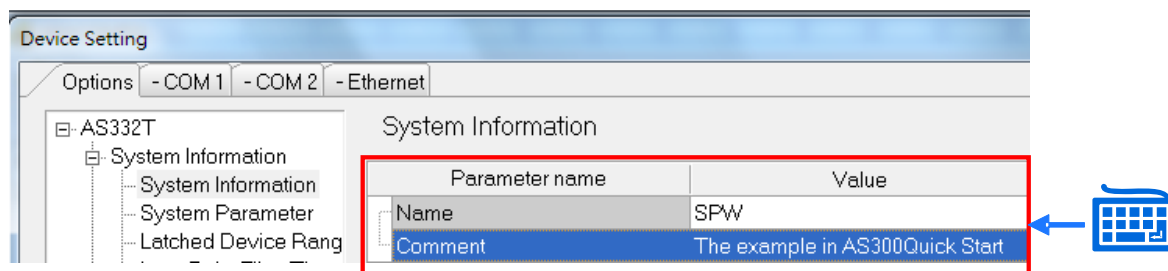 Device Setting
Options - COM 1 - COM 2 - Ethernet
AS332T
System Information
System Information
System Parameter
Latched Device Rang
System Information
Parameter name Value
Name SPW
Comment The example in AS300Quick Start